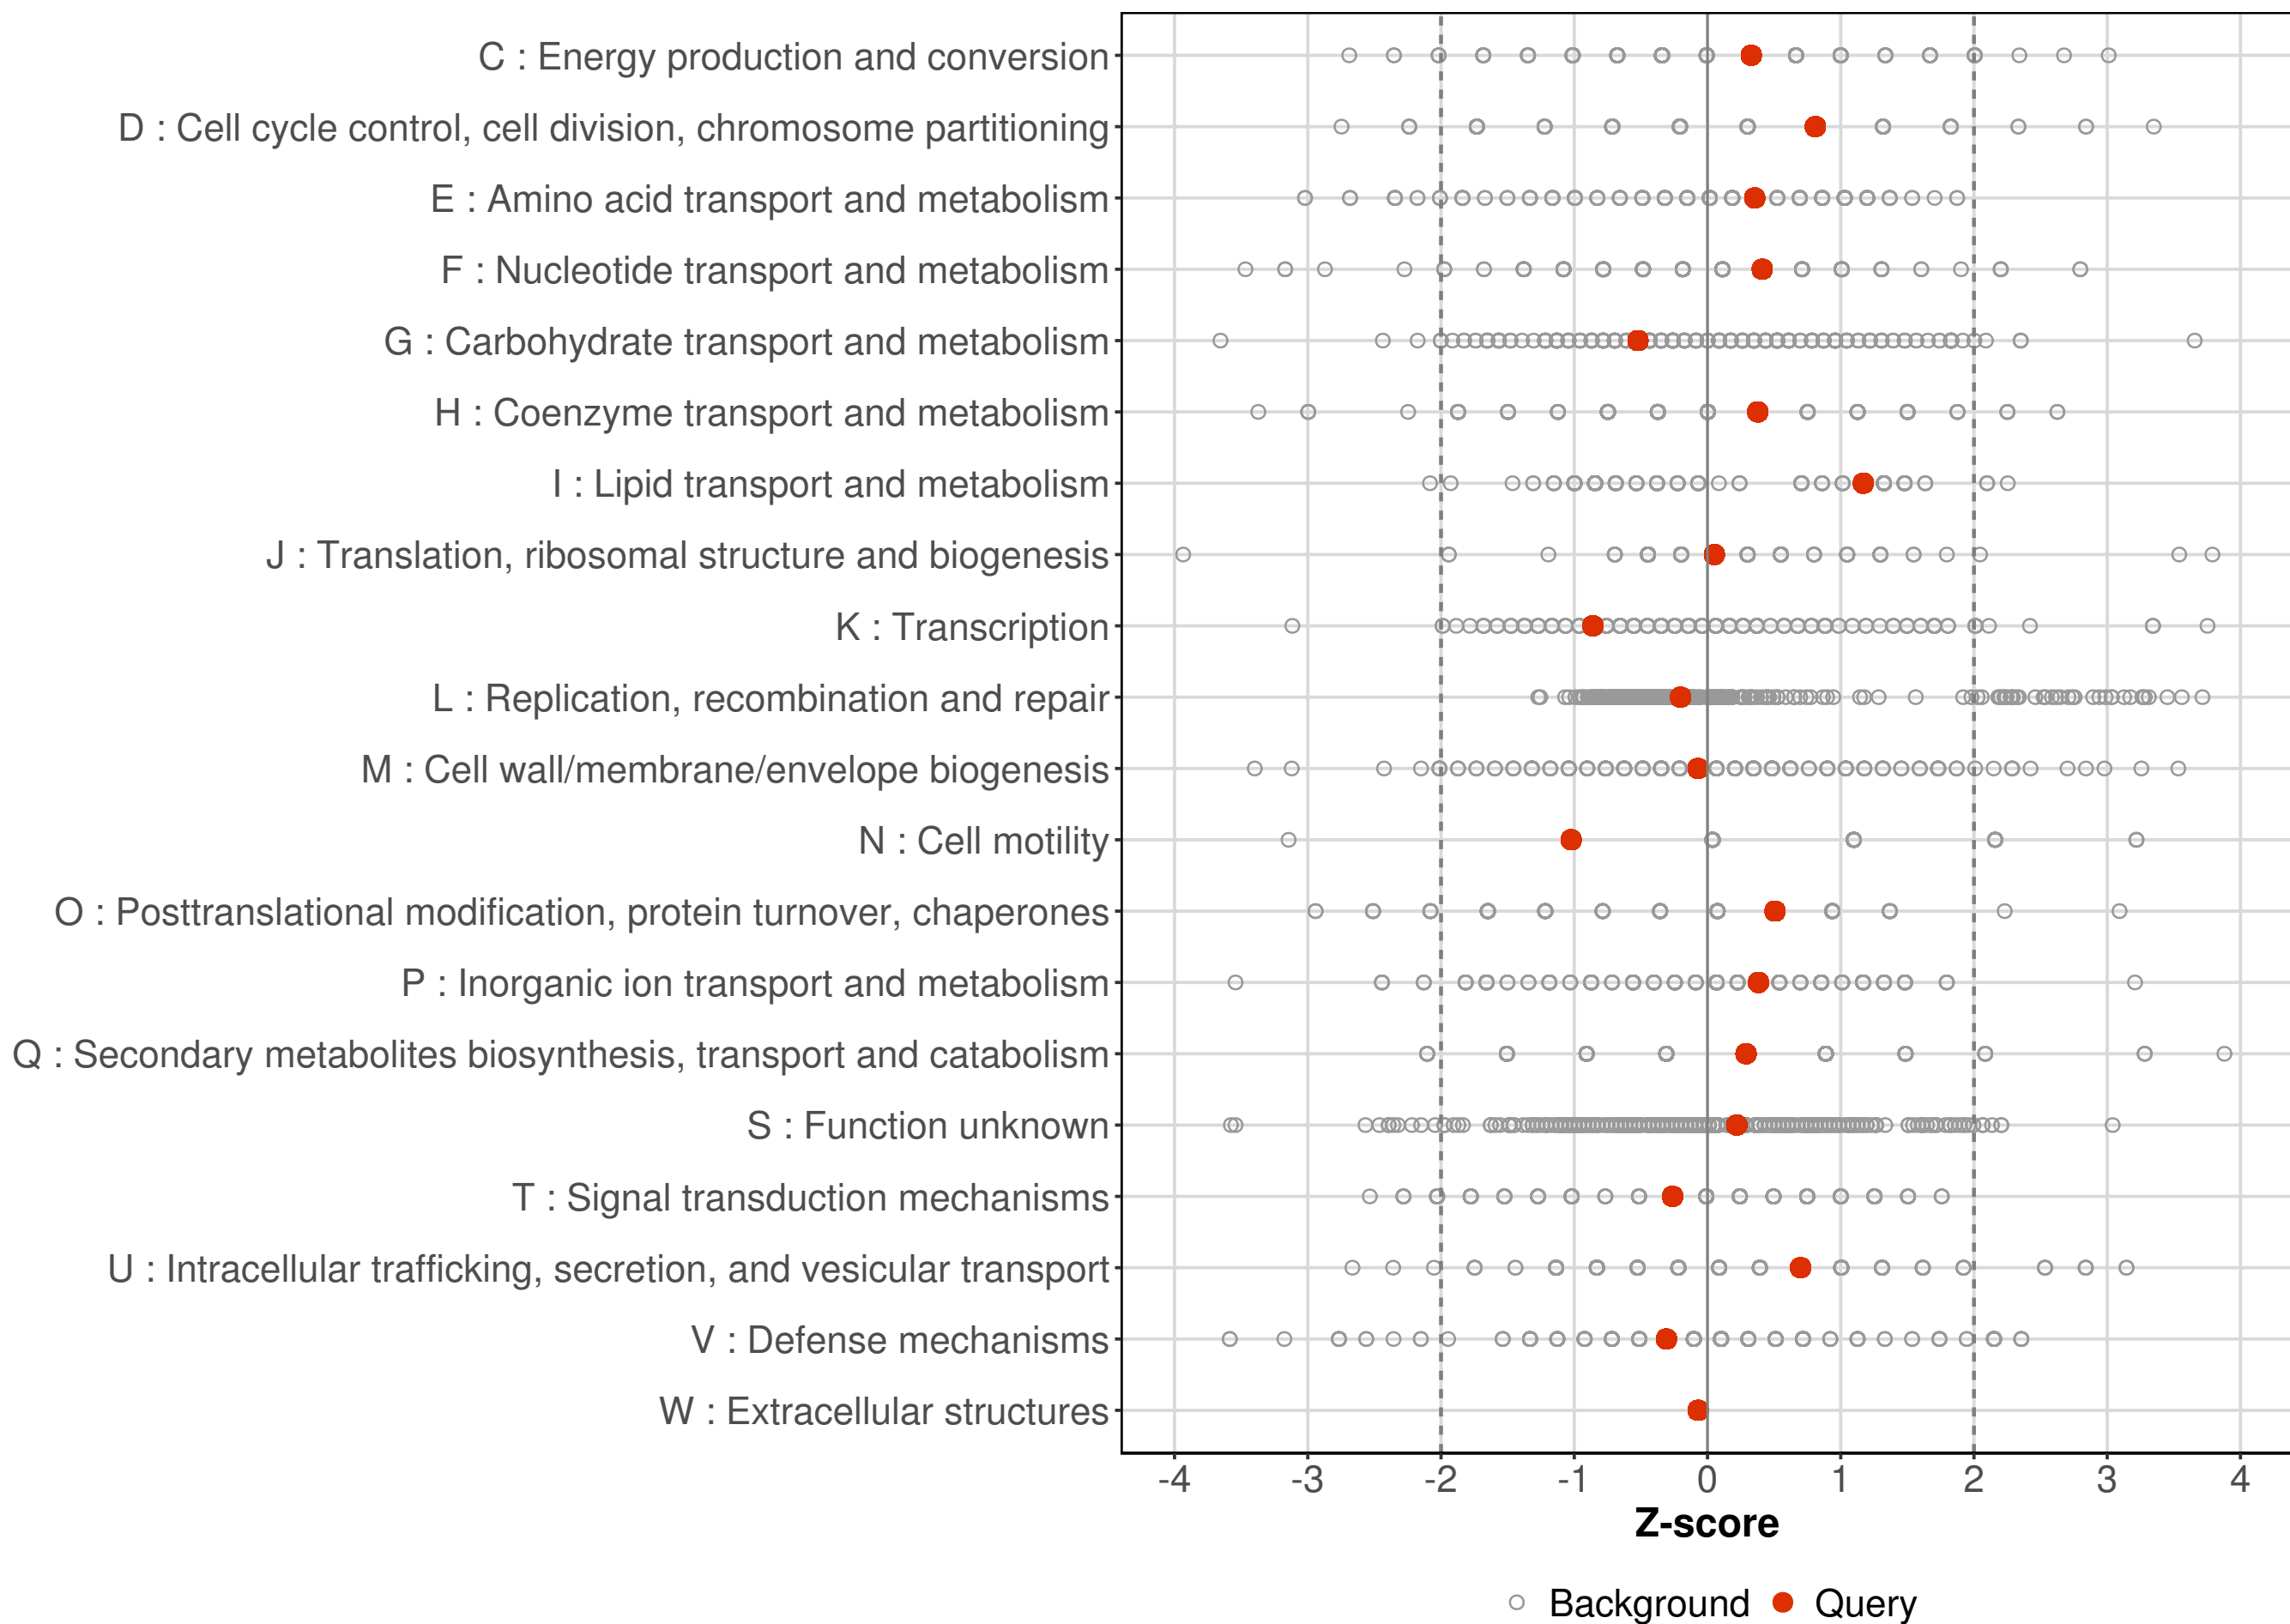 C : Energy production and conversion
D : Cell cycle control, cell division, chromosome partitioning
E : Amino acid transport and metabolism
F : Nucleotide transport and metabolism
G : Carbohydrate transport and metabolism
H : Coenzyme transport and metabolism
I : Lipid transport and metabolism
J : Translation, ribosomal structure and biogenesis
K : Transcription
L : Replication, recombination and repair
M : Cell wall/membrane/envelope biogenesis
N : Cell motility
O : Posttranslational modification, protein turnover, chaperones
P : Inorganic ion transport and metabolism
Q : Secondary metabolites biosynthesis, transport and catabolism
S : Function unknown
T : Signal transduction mechanisms
U : Intracellular trafficking, secretion, and vesicular transport
V : Defense mechanisms
W : Extracellular structures
-4 -3 -2 -1 0 1 2 3 4
Z-score
Background Query